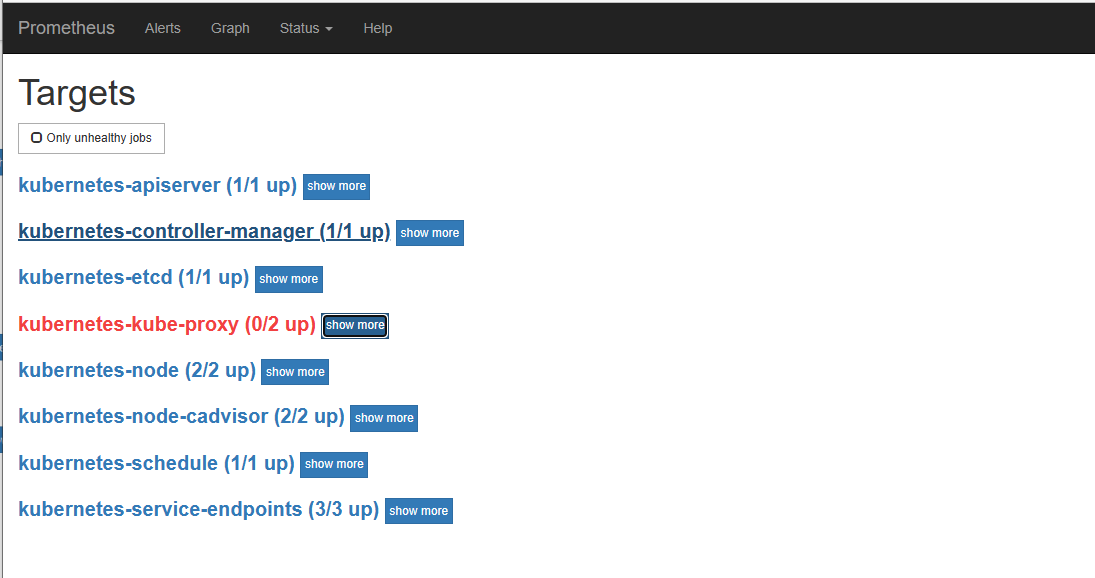 Prometheus Alerts Graph Status Help
Targets
Only unhealthy jobs
kubernetes-apiserver (1/1 up) show more
kubernetes-controller-manager (1/1 up) show more
kubernetes-etcd (1/1 up) show more
kubernetes-kube-proxy (0/2 up) show more
kubernetes-node (2/2 up) show more
kubernetes-node-cadvisor (2/2 up) show more
kubernetes-schedule (1/1 up) show more
kubernetes-service-endpoints (3/3 up) show more